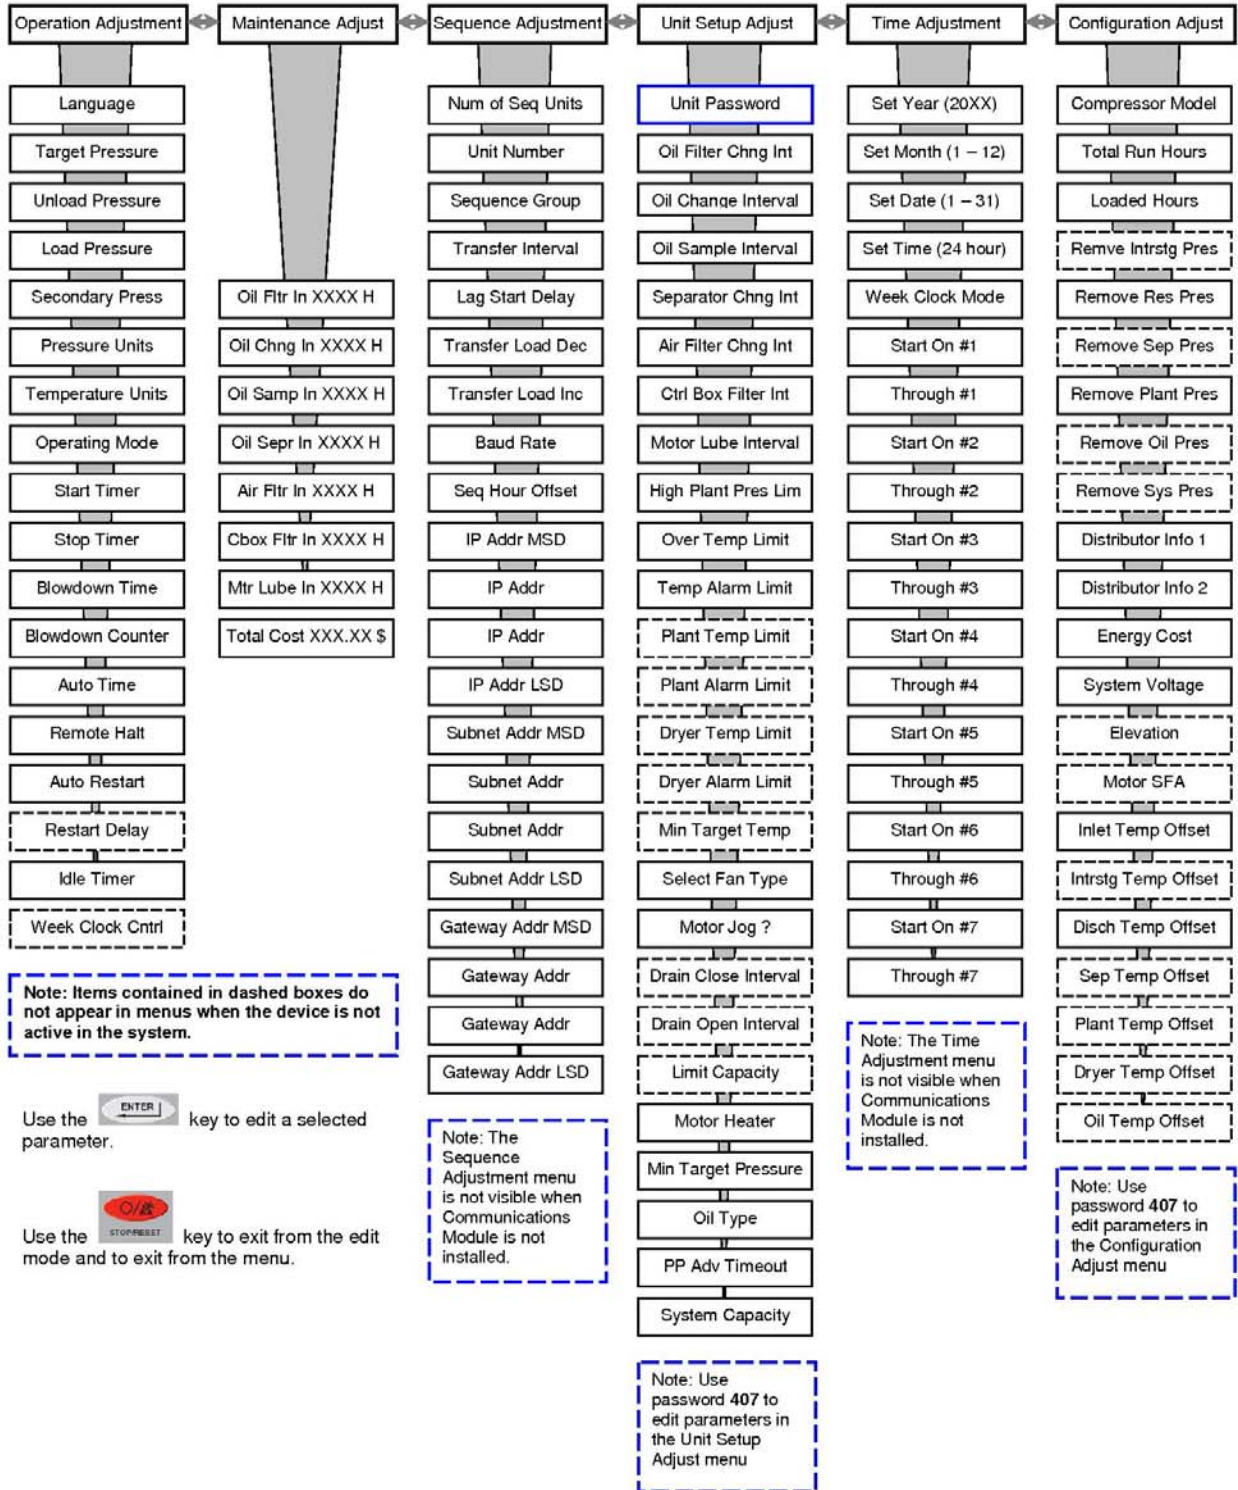 Operation Adjustment
Maintenance Adjust
Sequence Adjustment
Unit Setup Adjust
Time Adjustment
Configuration Adjust
Language
Target Pressure
Unload Pressure
Load Pressure
Secondary Press
Pressure Units
Temperature Units
Operating Mode
Start Timer
Stop Timer
Blowdown Time
Blowdown Counter
Auto Time
Remote Halt
Auto Restart
Restart Delay
Idle Timer
Week Clock Cntrl
Note: Items contained in dashed boxes do
not appear in menus when the device is not
active in the system.
Use the ENTER key to edit a selected
parameter.
Use the STOP/RESET key to exit from the edit
mode and to exit from the menu.
Oil Fltr In XXXX H
Oil Chng In XXXX H
Oil Samp In XXXX H
Oil Sepr In XXXX H
Air Fltr In XXXX H
Cbox Fltr In XXXX H
Mtr Lube In XXXX H
Total Cost XXX.XX $
Num of Seq Units
Unit Number
Sequence Group
Transfer Interval
Lag Start Delay
Transfer Load Dec
Transfer Load Inc
Baud Rate
Seq Hour Offset
IP Addr MSD
IP Addr
IP Addr
IP Addr LSD
Subnet Addr MSD
Subnet Addr
Subnet Addr
Subnet Addr LSD
Gateway Addr MSD
Gateway Addr
Gateway Addr
Gateway Addr LSD
Note: The
Sequence
Adjustment menu
is not visible when
Communications
Module is not
installed.
Unit Password
Oil Filter Chng Int
Oil Change Interval
Oil Sample Interval
Separator Chng Int
Air Filter Chng Int
Ctrl Box Filter Int
Motor Lube Interval
High Plant Pres Lim
Over Temp Limit
Temp Alarm Limit
Plant Temp Limit
Plant Alarm Limit
Dryer Temp Limit
Dryer Alarm Limit
Min Target Temp
Select Fan Type
Motor Jog ?
Drain Close Interval
Drain Open Interval
Limit Capacity
Motor Heater
Min Target Pressure
Oil Type
PP Adv Timeout
System Capacity
Note: Use
password 407 to
edit parameters in
the Unit Setup
Adjust menu
Set Year (20XX)
Set Month (1 – 12)
Set Date (1 – 31)
Set Time (24 hour)
Week Clock Mode
Start On #1
Through #1
Start On #2
Through #2
Start On #3
Through #3
Start On #4
Through #4
Start On #5
Through #5
Start On #6
Through #6
Start On #7
Through #7
Note: The Time
Adjustment menu
is not visible when
Communications
Module is not
installed.
Compressor Model
Total Run Hours
Loaded Hours
Remve Intrstg Pres
Remove Res Pres
Remove Sep Pres
Remove Plant Pres
Remove Oil Pres
Remove Sys Pres
Distributor Info 1
Distributor Info 2
Energy Cost
System Voltage
Elevation
Motor SFA
Inlet Temp Offset
Intrstg Temp Offset
Disch Temp Offset
Sep Temp Offset
Plant Temp Offset
Dryer Temp Offset
Oil Temp Offset
Note: Use
password 407 to
edit parameters in
the Configuration
Adjust menu